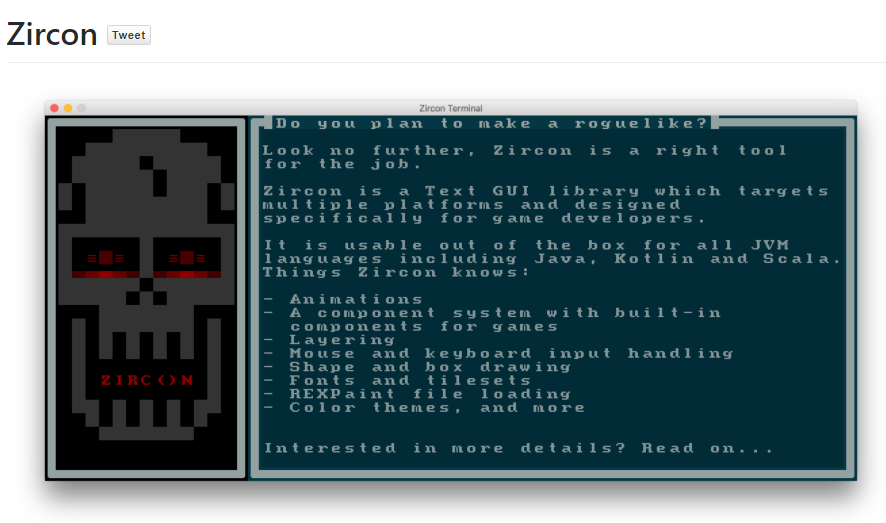 Zircon Tweet
Zircon Terminal
Do you plan to make a roguelike?
Look no further, Zircon is a right tool
for the job.
Zircon is a Text GUI library which targets
multiple platforms and designed
specifically for game developers.
It is usable out of the box for all JVM
languages including Java, Kotlin and Scala.
Things Zircon knows:
- Animations
- A component system with built-in
components for games
- Layering
- Mouse and keyboard input handling
- Shape and box drawing
- Fonts and tilesets
- REXPaint file loading
- Color themes, and more
Interested in more details? Read on...
ZIRC()N